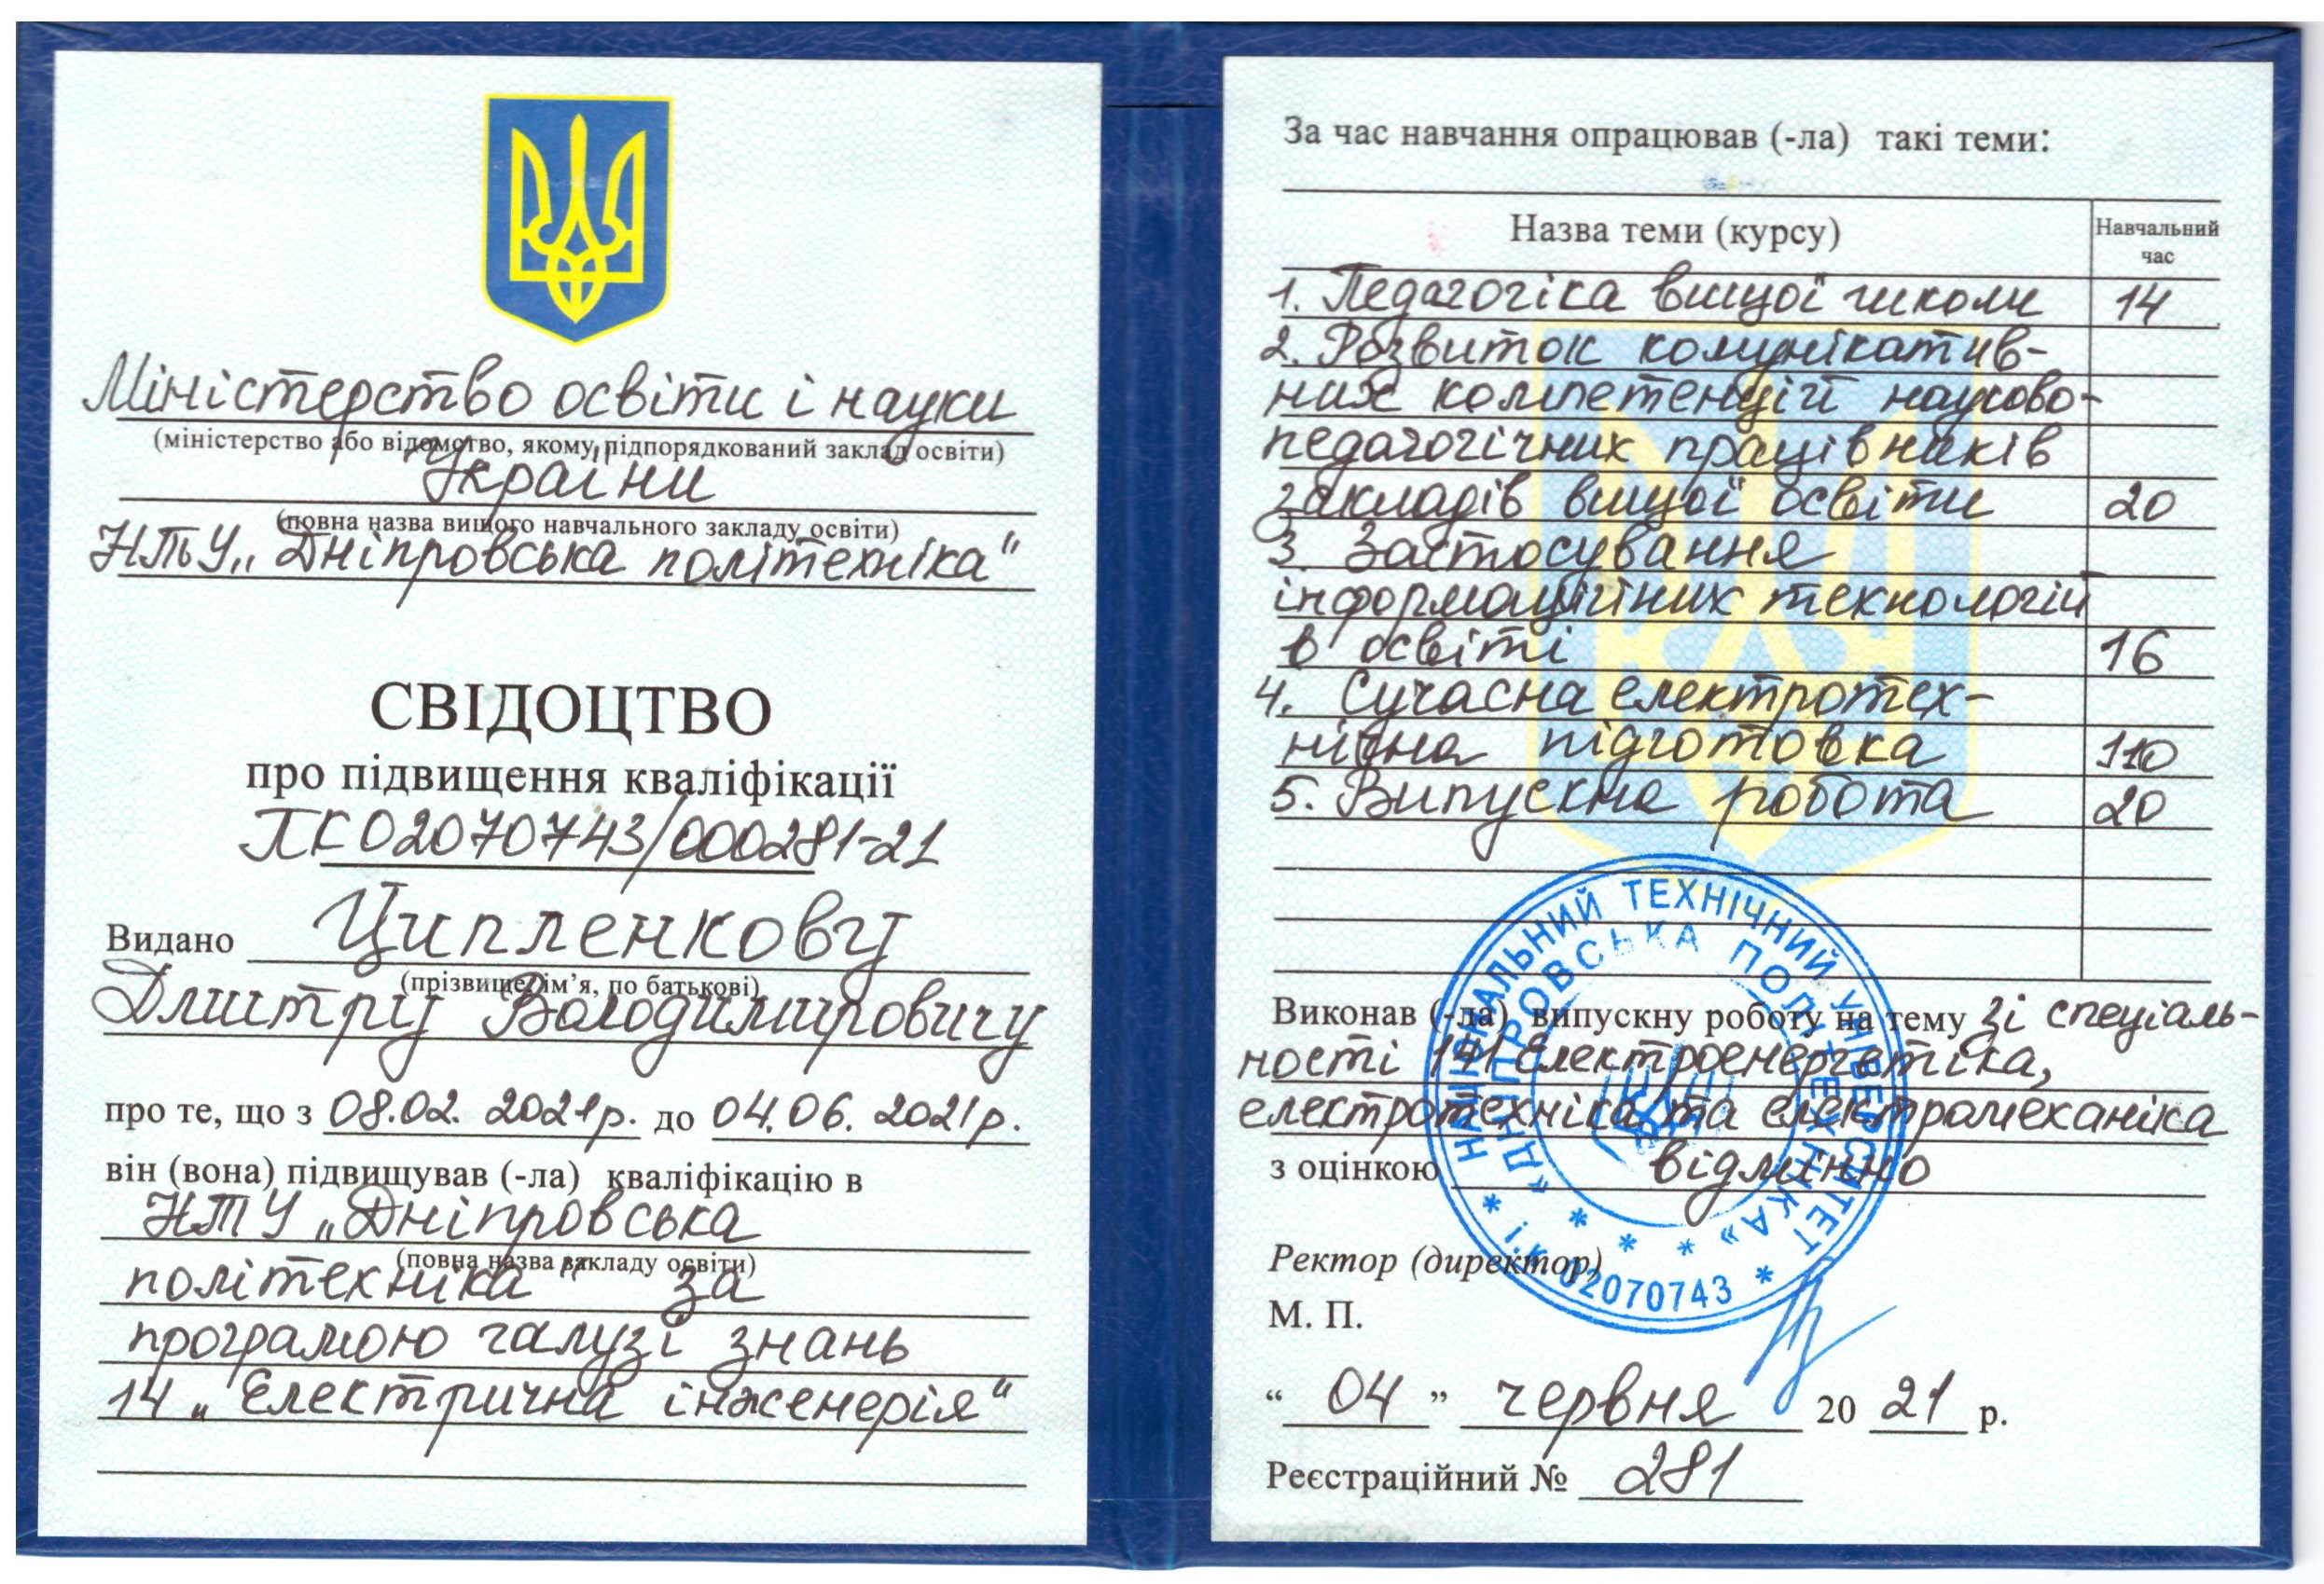 Міністерство освіти і науки
(міністерство або відомство, якому підпорядкований заклад освіти)
України
(повна назва вищого навчального закладу освіти)
НТУ „Дніпровська політехніка“
СВІДОЦТВО
про підвищення кваліфікації
ПК02070743/000281-21
Видано Ципленкову
(прізвище, ім’я, по батькові)
Дмитру Володимировичу
про те, що з 08.02. 2021р. до 04.06. 2021р.
він (вона) підвищував (-ла) кваліфікацію в
НТУ „Дніпровська
(повна назва закладу освіти)
політехніка“ за
програмою галузі знань
14 „Електрична інженерія“
За час навчання опрацював (-ла) такі теми:
Назва теми (курсу) Навчальний
час
1. Педагогіка вищої школи 14
2. Розвиток комунікатив-
них компетенцій науково-
педагогічних працівників
закладів вищої освіти 20
3. Застосування
інформаційних технологій
в освіті 16
4. Сучасна електротех-
нічна підготовка 110
5. Випускна робота 20
Виконав (-ла) випускну роботу на тему зі спеціаль-
ності 141 Електроенергетика,
електротехніка та електромеханіка
з оцінкою відмінно
НАЦІОНАЛЬНИЙ ТЕХНІЧНИЙ УНІВЕРСИТЕТ
«ДНІПРОВСЬКА ПОЛІТЕХНІКА»
* і.к. 02070743 *
Ректор (директор)
М. П.
“ 04 ” червня 20 21 р.
Реєстраційний № 281